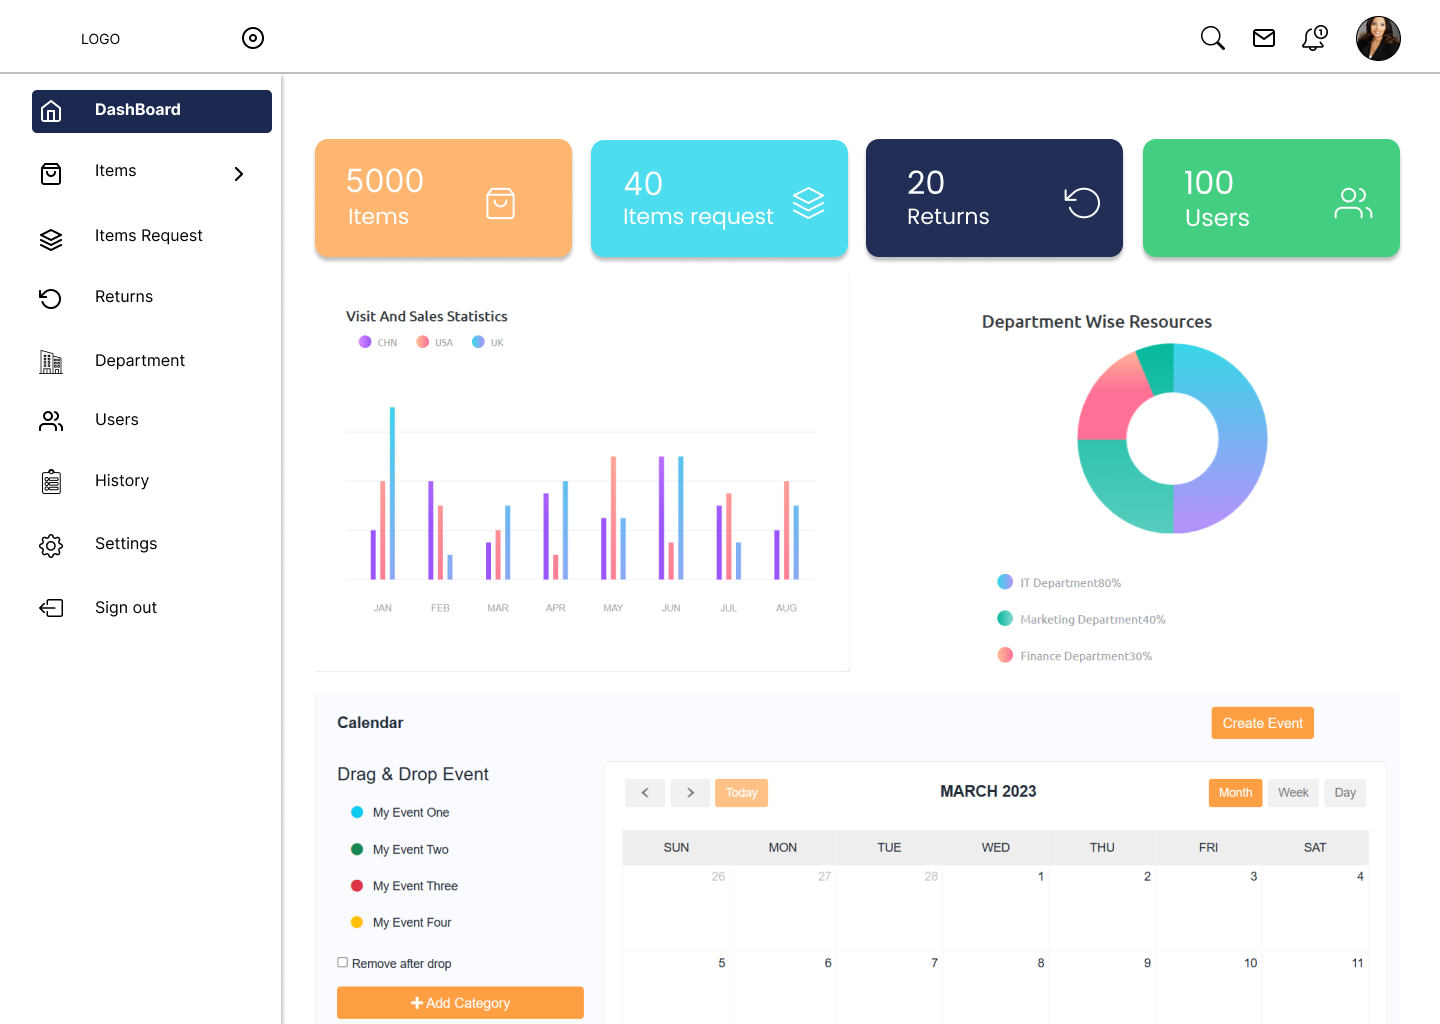 LOGO
1
DashBoard
Items
Items Request
Returns
Department
Users
History
Settings
Sign out
5000
Items
40
Items request
20
Returns
100
Users
Visit And Sales Statistics
CHN USA UK
JAN FEB MAR APR MAY JUN JUL AUG
Department Wise Resources
IT Department80%
Marketing Department40%
Finance Department30%
Calendar
Create Event
Drag & Drop Event
My Event One
My Event Two
My Event Three
My Event Four
Remove after drop
Add Category
Today
MARCH 2023
Month Week Day
SUN MON TUE WED THU FRI SAT
26 27 28 1 2 3 4
5 6 7 8 9 10 11